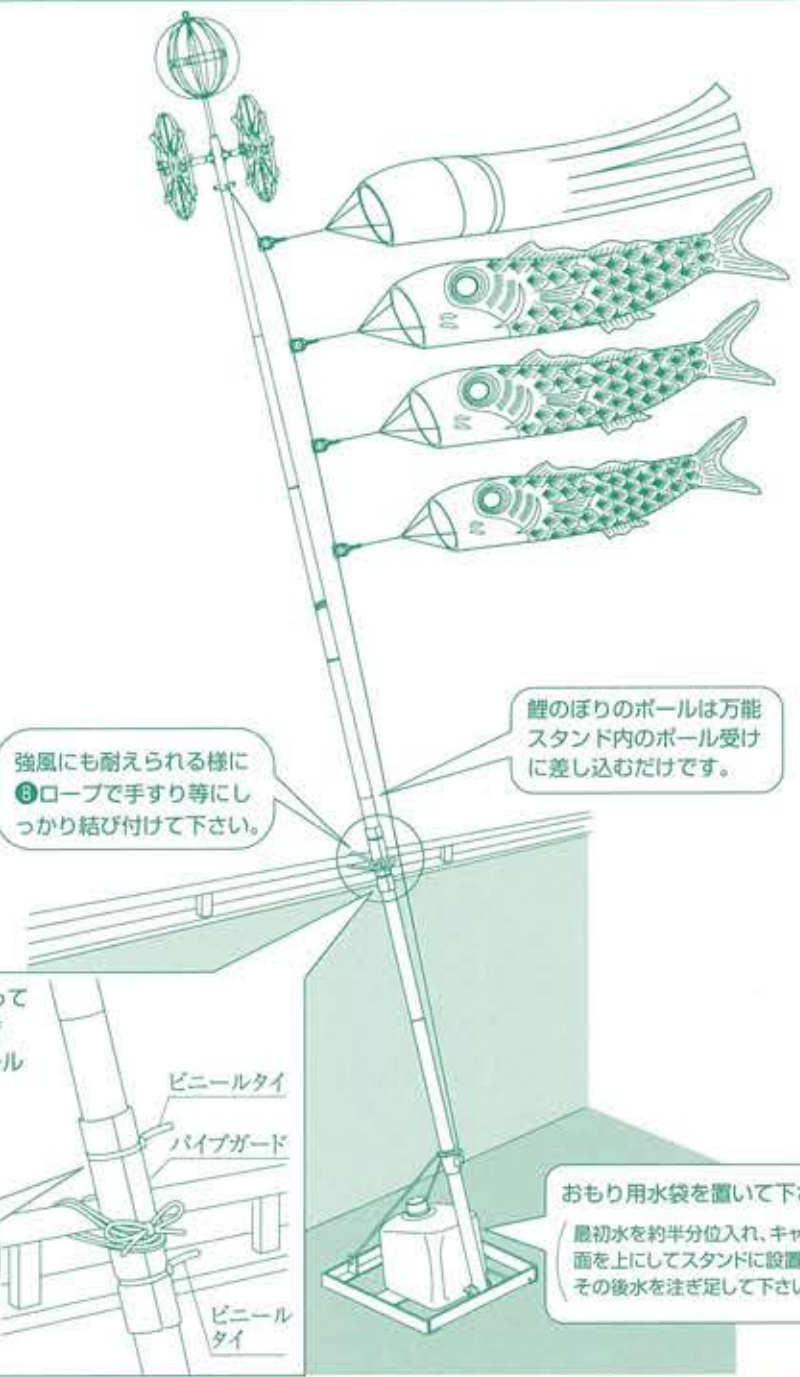 鯉のぼりのポールは万能
スタンド内のポール受け
に差し込むだけです。
強風にも耐えられる様に
❽ロープで手すり等にし
っかり結び付けて下さい。
って
ル
ビニールタイ
パイプガード
ビニール
タイ
おもり用水袋を置いて下さ
最初水を約半分位入れ、キャ
面を上にしてスタンドに設置
その後水を注ぎ足して下さい